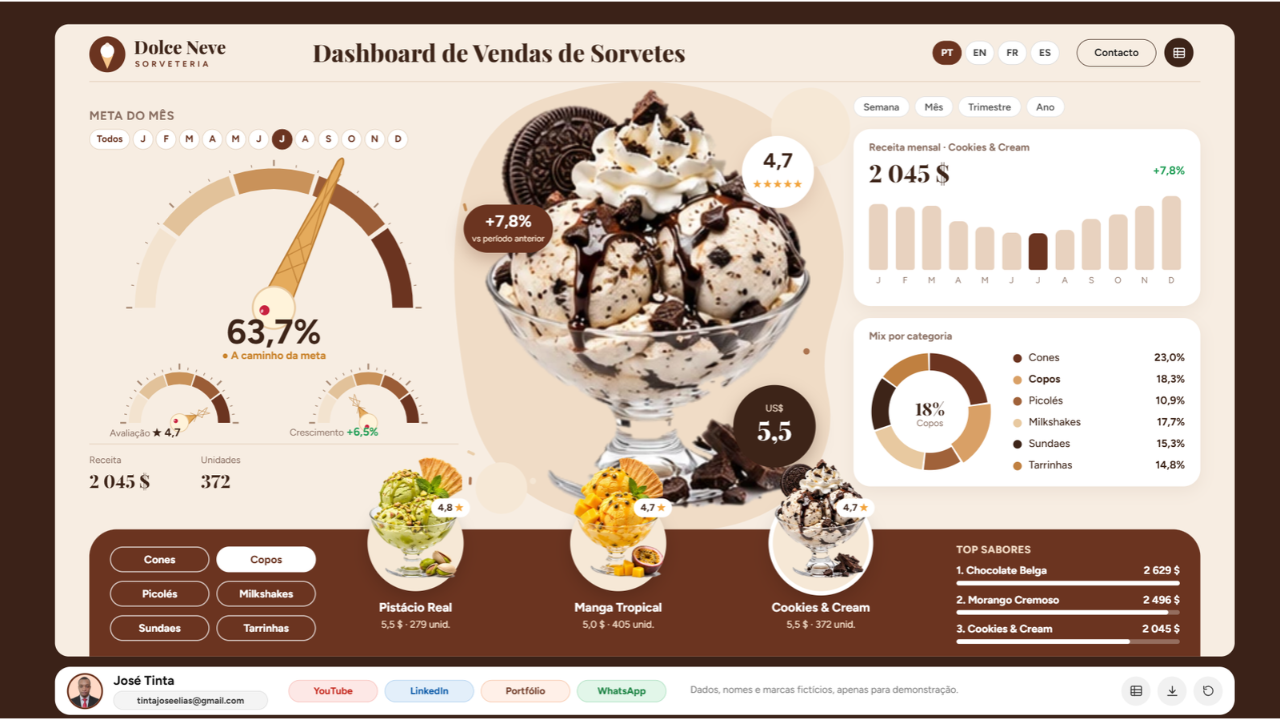 Dolce Neve
SORVETERIA
Dashboard de Vendas de Sorvetes
PT EN FR ES
Contacto
META DO MÊS
Todos J F M A M J J A S O N D
63,7%
• A caminho da meta
Avaliação ★ 4,7
Crescimento +6,5%
Receita
2 045 $
Unidades
372
+7,8%
vs período anterior
4,7
★★★★★
US$
5,5
Semana Mês Trimestre Ano
Receita mensal · Cookies & Cream
2 045 $
+7,8%
J F M A M J J A S O N D
Mix por categoria
18%
Copos
Cones 23,0%
Copos 18,3%
Picolés 10,9%
Milkshakes 17,7%
Sundaes 15,3%
Tarrinhas 14,8%
Cones Copos
Picolés Milkshakes
Sundaes Tarrinhas
4,8 ★
Pistácio Real
5,5 $ · 279 unid.
4,7 ★
Manga Tropical
5,0 $ · 405 unid.
4,7 ★
Cookies & Cream
5,5 $ · 372 unid.
TOP SABORES
1. Chocolate Belga 2 629 $
2. Morango Cremoso 2 496 $
3. Cookies & Cream 2 045 $
José Tinta
tintajoseelias@gmail.com
YouTube LinkedIn Portfólio WhatsApp
Dados, nomes e marcas fictícios, apenas para demonstração.